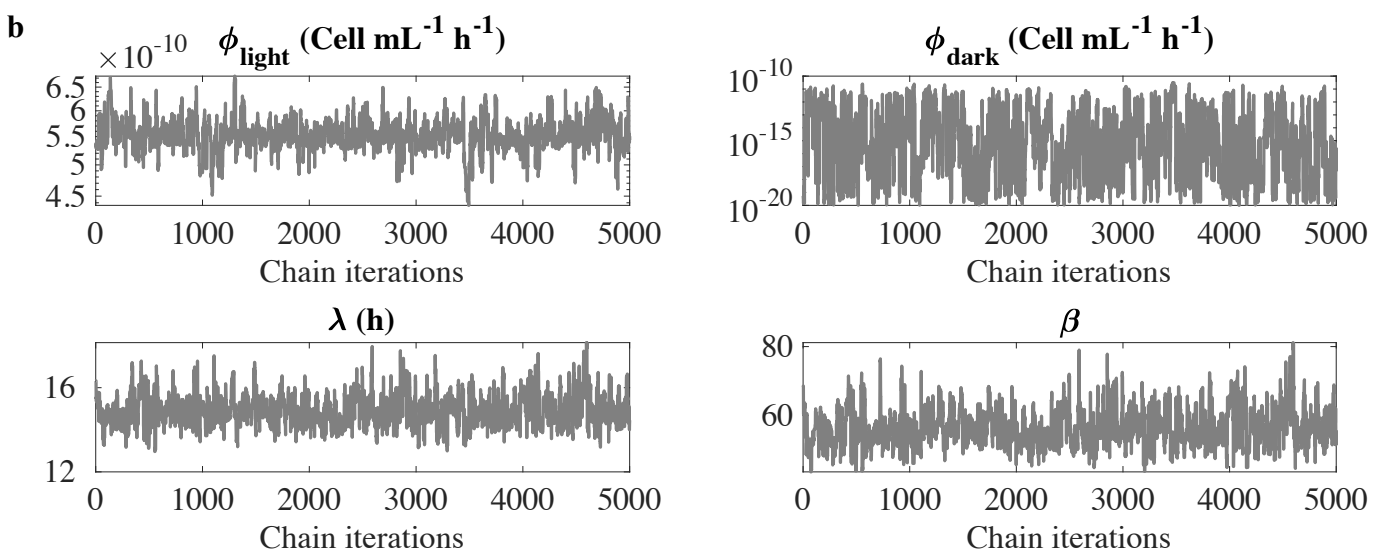 b
ϕ_light (Cell mL^-1 h^-1)
×10^-10
6.5
6
5.5
5
4.5
0 1000 2000 3000 4000 5000
Chain iterations
ϕ_dark (Cell mL^-1 h^-1)
10^-10
10^-15
10^-20
0 1000 2000 3000 4000 5000
Chain iterations
λ (h)
16
12
0 1000 2000 3000 4000 5000
Chain iterations
β
80
60
0 1000 2000 3000 4000 5000
Chain iterations